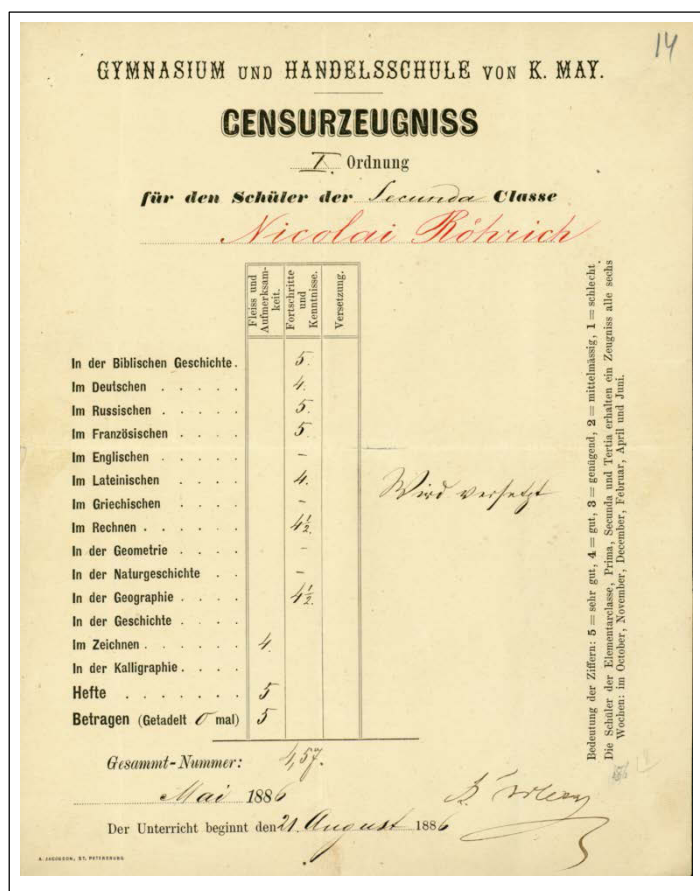 14
GYMNASIUM UND HANDELSSCHULE VON K. MAY.
CENSURZEUGNISS
I. Ordnung
für den Schüler der Secunda Classe
Nicolai Röhrich
Fleiss und Aufmerksam-keit.
Fortschritte und Kenntnisse.
Versetzung.
In der Biblischen Geschichte. 5.
Im Deutschen . . . . . 4.
Im Russischen . . . . . 5.
Im Französischen . . . . 5.
Im Englischen . . . . –
Im Lateinischen . . . . 4.
Wird versetzt
Im Griechischen . . . . –
Im Rechnen . . . . . . 4½.
In der Geometrie . . . . –
In der Naturgeschichte . . –
In der Geographie . . . . 4½.
In der Geschichte . . . .
Im Zeichnen . . . . . . 4.
In der Kalligraphie . . . .
Hefte . . . . . . . 5
Betragen (Getadelt 0 mal) 5
Gesammt-Nummer: 4,57.
Mai 1886
Der Unterricht beginnt den 21. August 1886
A. JACOBSON, ST. PETERSBURG
Bedeutung der Ziffern: 5 = sehr gut, 4 = gut, 3 = genügend, 2 = mittelmässig, 1 = schlecht
Die Schüler der Elementarclasse, Prima, Secunda und Tertia erhalten ein Zeugniss alle sechs
Wochen: im October, November, December, Februar, April und Juni.